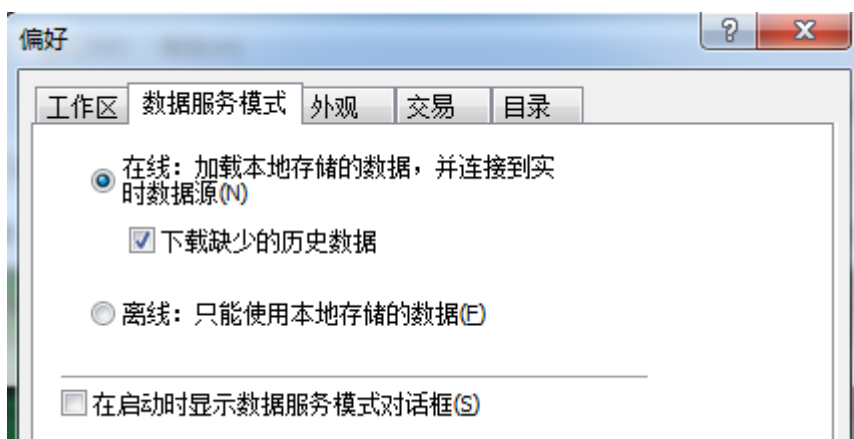 偏好
工作区 数据服务模式 外观 交易 目录
在线：加载本地存储的数据，并连接到实
时数据源(N)
下载缺少的历史数据
离线：只能使用本地存储的数据(F)
在启动时显示数据服务模式对话框(S)